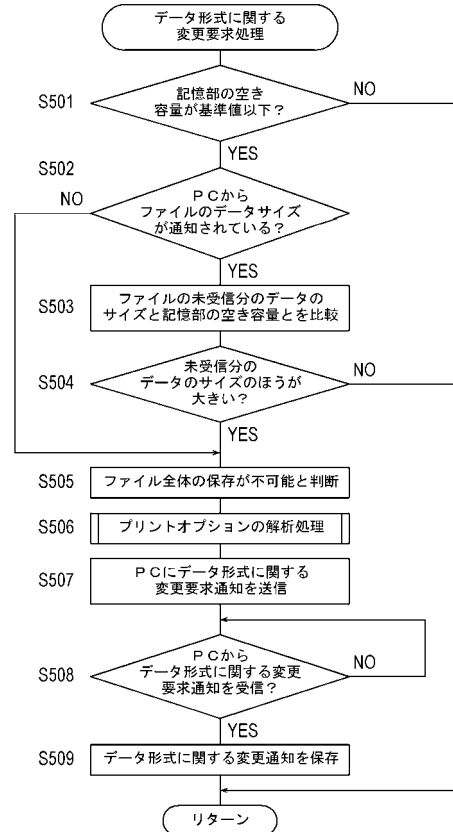 データ形式に関する
変更要求処理
S501
記憶部の空き
容量が基準値以下？
NO
YES
S502
NO
ＰＣから
ファイルのデータサイズ
が通知されている？
YES
S503
ファイルの未受信分のデータの
サイズと記憶部の空き容量とを比較
S504
未受信分の
データのサイズのほうが
大きい？
NO
YES
S505
ファイル全体の保存が不可能と判断
S506
プリントオプションの解析処理
S507
ＰＣにデータ形式に関する
変更要求通知を送信
S508
ＰＣから
データ形式に関する変更
要求通知を受信？
NO
YES
S509
データ形式に関する変更通知を保存
リターン